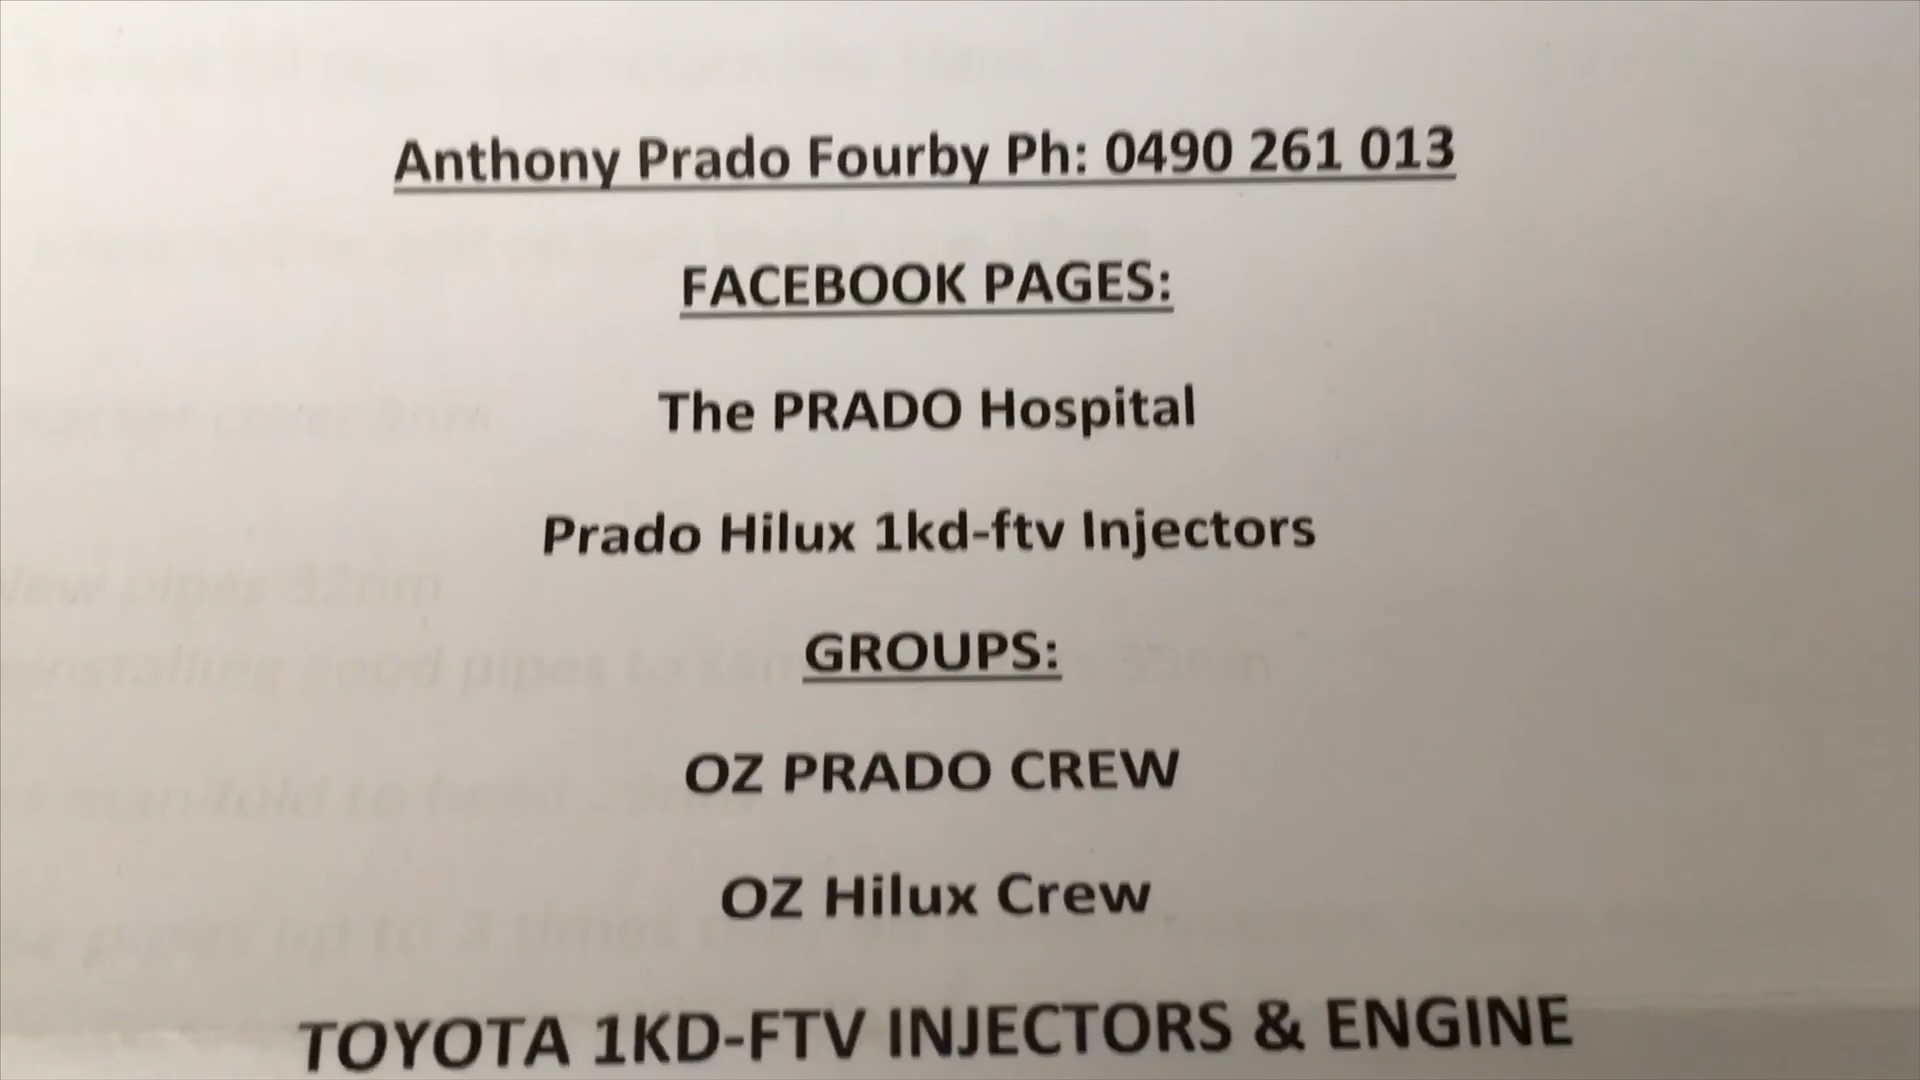 Anthony Prado Fourby Ph: 0490 261 013
FACEBOOK PAGES:
The PRADO Hospital
Prado Hilux 1kd-ftv Injectors
GROUPS:
OZ PRADO CREW
OZ Hilux Crew
TOYOTA 1KD-FTV INJECTORS & ENGINE